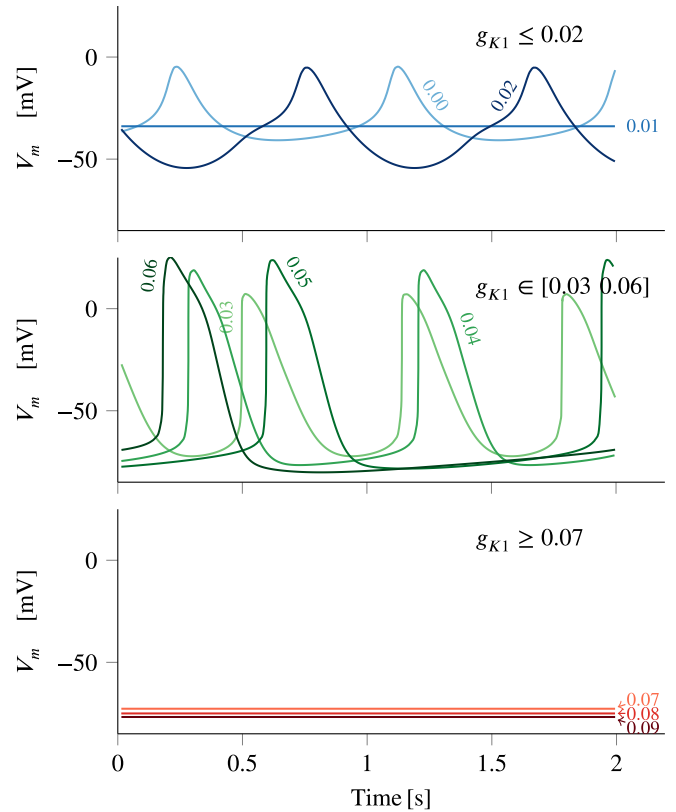 g_{K1} ≤ 0.02
0
−50
V_m [mV]
0.00
0.02
0.01
g_{K1} ∈ [0.03 0.06]
0
−50
V_m [mV]
0.06
0.03
0.05
0.04
g_{K1} ≥ 0.07
0
−50
V_m [mV]
0.07
0.08
0.09
0 0.5 1 1.5 2
Time [s]